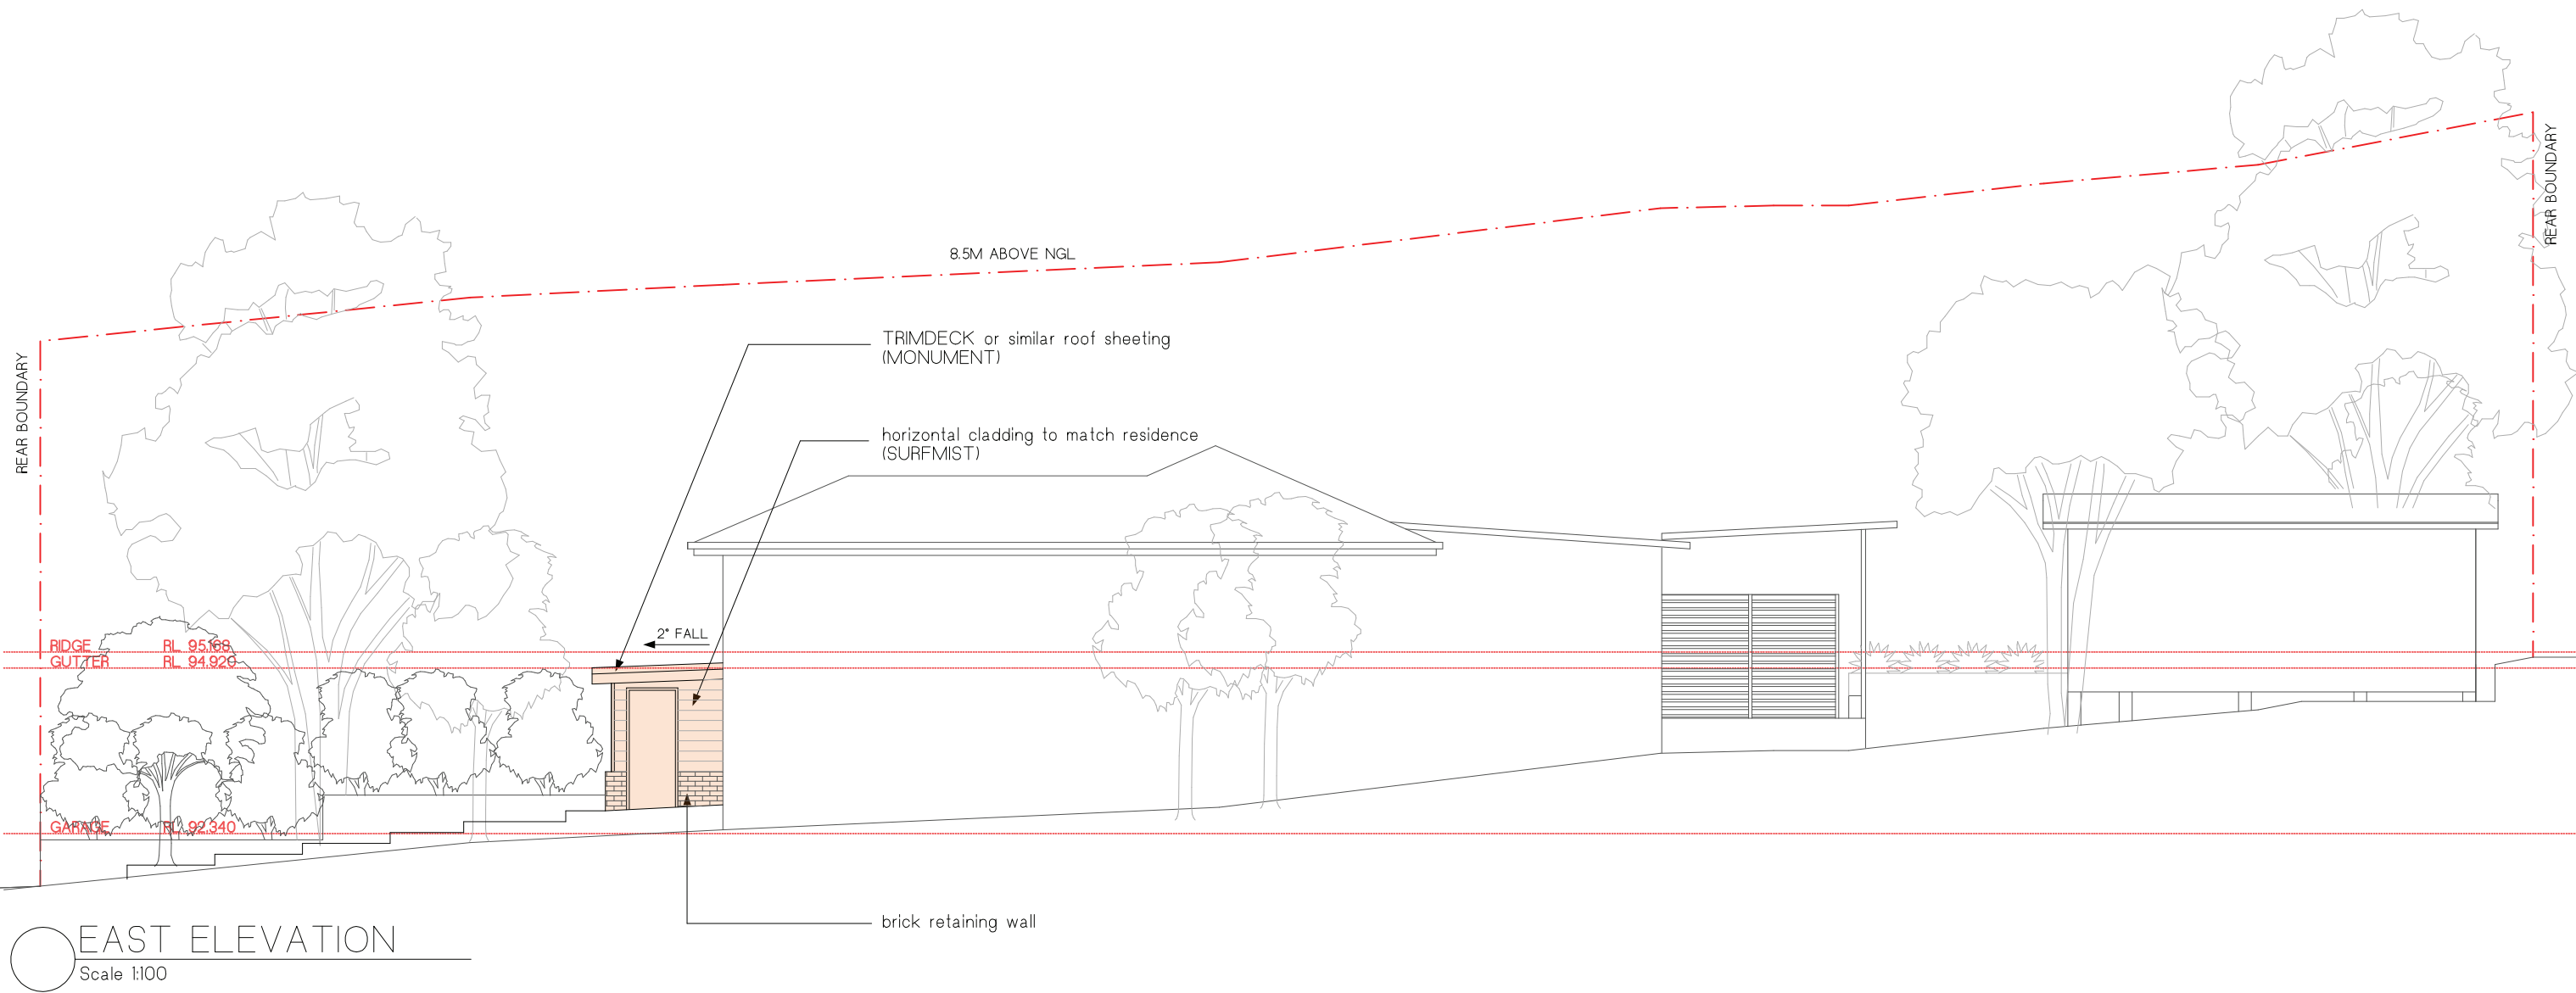 REAR BOUNDARY
8.5M ABOVE NGL
TRIMDECK or similar roof sheeting
(MONUMENT)
REAR BOUNDARY
horizontal cladding to match residence
(SURFMIST)
2° FALL
RIDGE RL 95.168
GUTTER RL 94.920
GARAGE RL 92.340
brick retaining wall
EAST ELEVATION
Scale 1:100